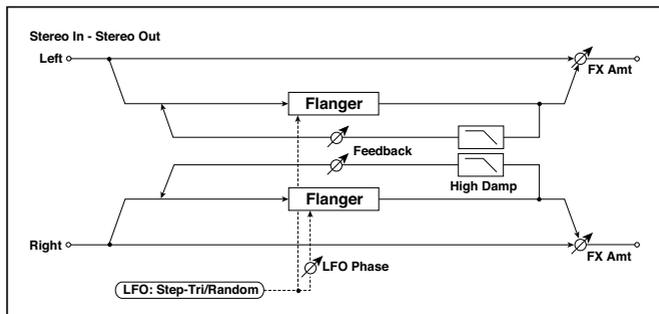 Stereo In - Stereo Out
Left
FX Amt
Flanger
Feedback
High Damp
Flanger
Right
FX Amt
LFO Phase
LFO: Step-Tri/Random